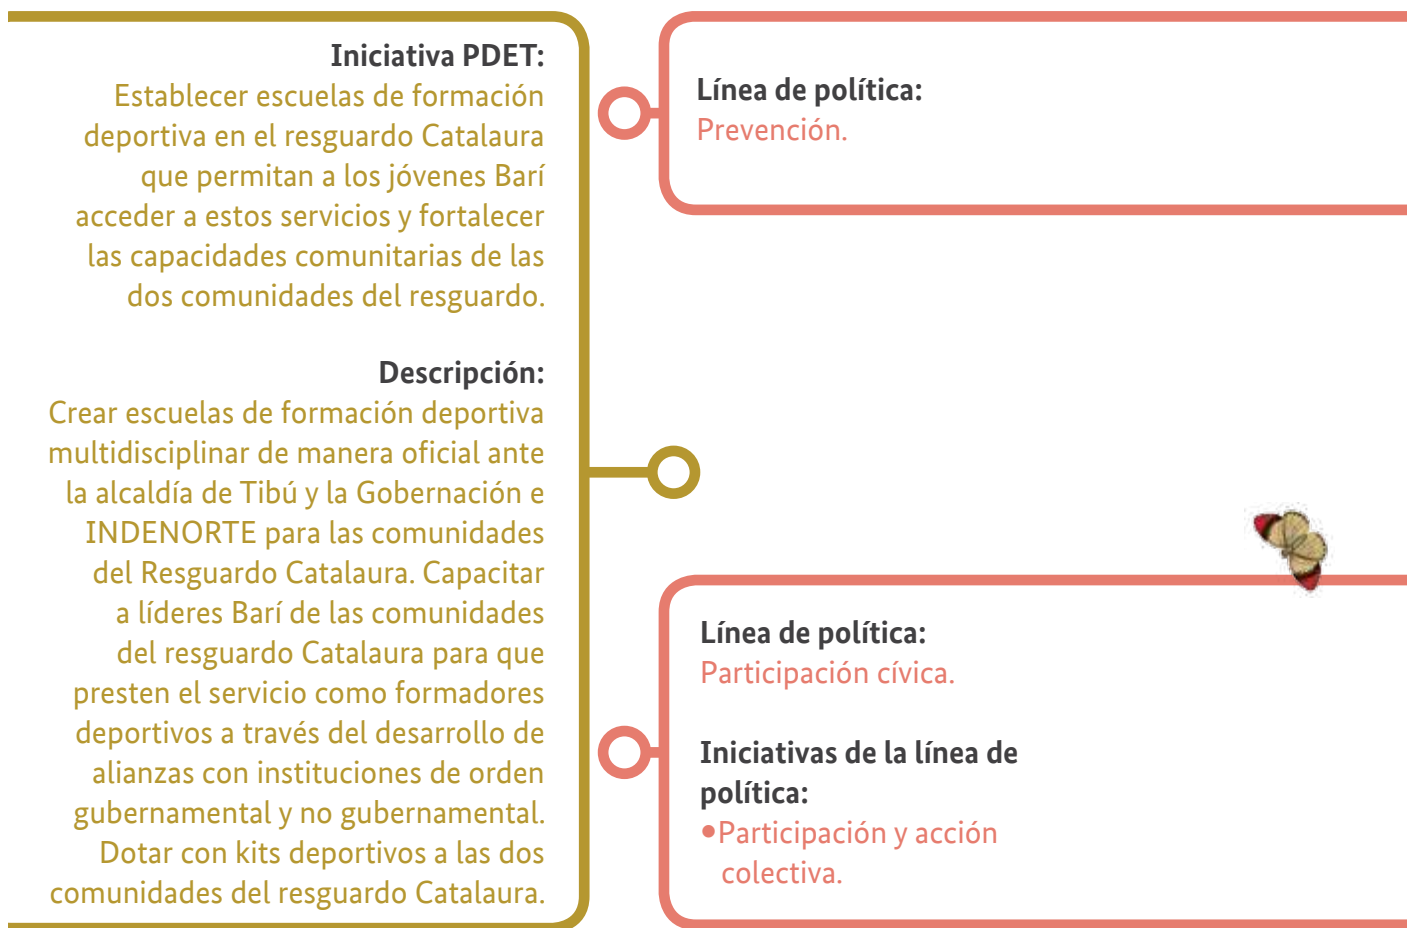 Iniciativa PDET:
Establecer escuelas de formación
deportiva en el resguardo Catalaura
que permitan a los jóvenes Barí
acceder a estos servicios y fortalecer
las capacidades comunitarias de las
dos comunidades del resguardo.
Descripción:
Crear escuelas de formación deportiva
multidisciplinar de manera oficial ante
la alcaldía de Tibú y la Gobernación e
INDENORTE para las comunidades
del Resguardo Catalaura. Capacitar
a líderes Barí de las comunidades
del resguardo Catalaura para que
presten el servicio como formadores
deportivos a través del desarrollo de
alianzas con instituciones de orden
gubernamental y no gubernamental.
Dotar con kits deportivos a las dos
comunidades del resguardo Catalaura.
Línea de política:
Prevención.
Línea de política:
Participación cívica.
Iniciativas de la línea de
política:
•Participación y acción
colectiva.